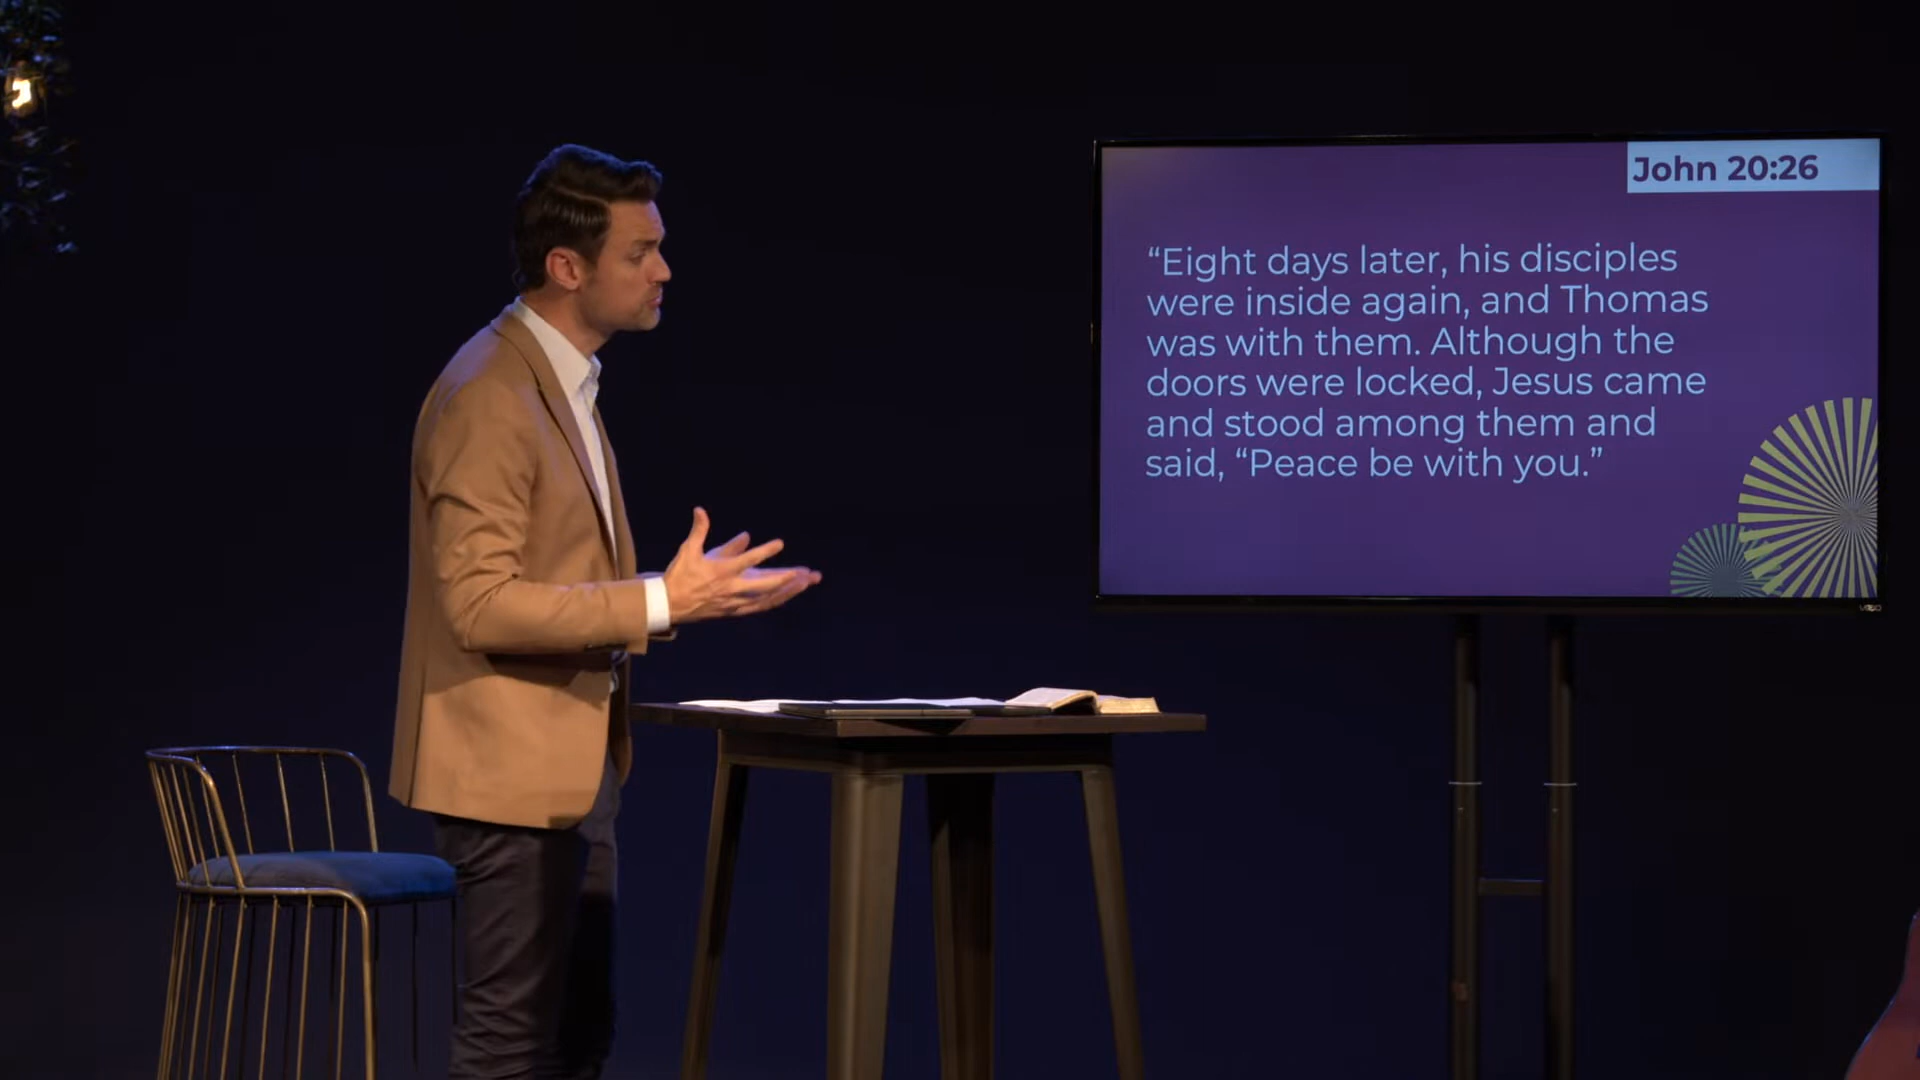 John 20:26
“Eight days later, his disciples
were inside again, and Thomas
was with them. Although the
doors were locked, Jesus came
and stood among them and
said, “Peace be with you.”